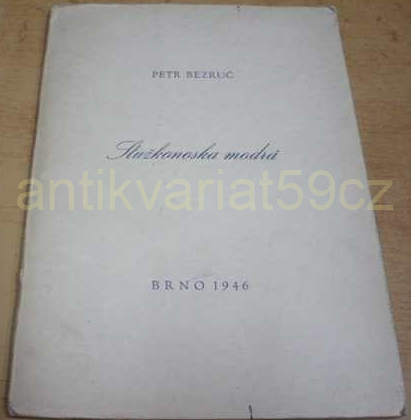 PETR BEZRUČ
Stužkonoska modrá
antikvariat59cz
BRNO 1946